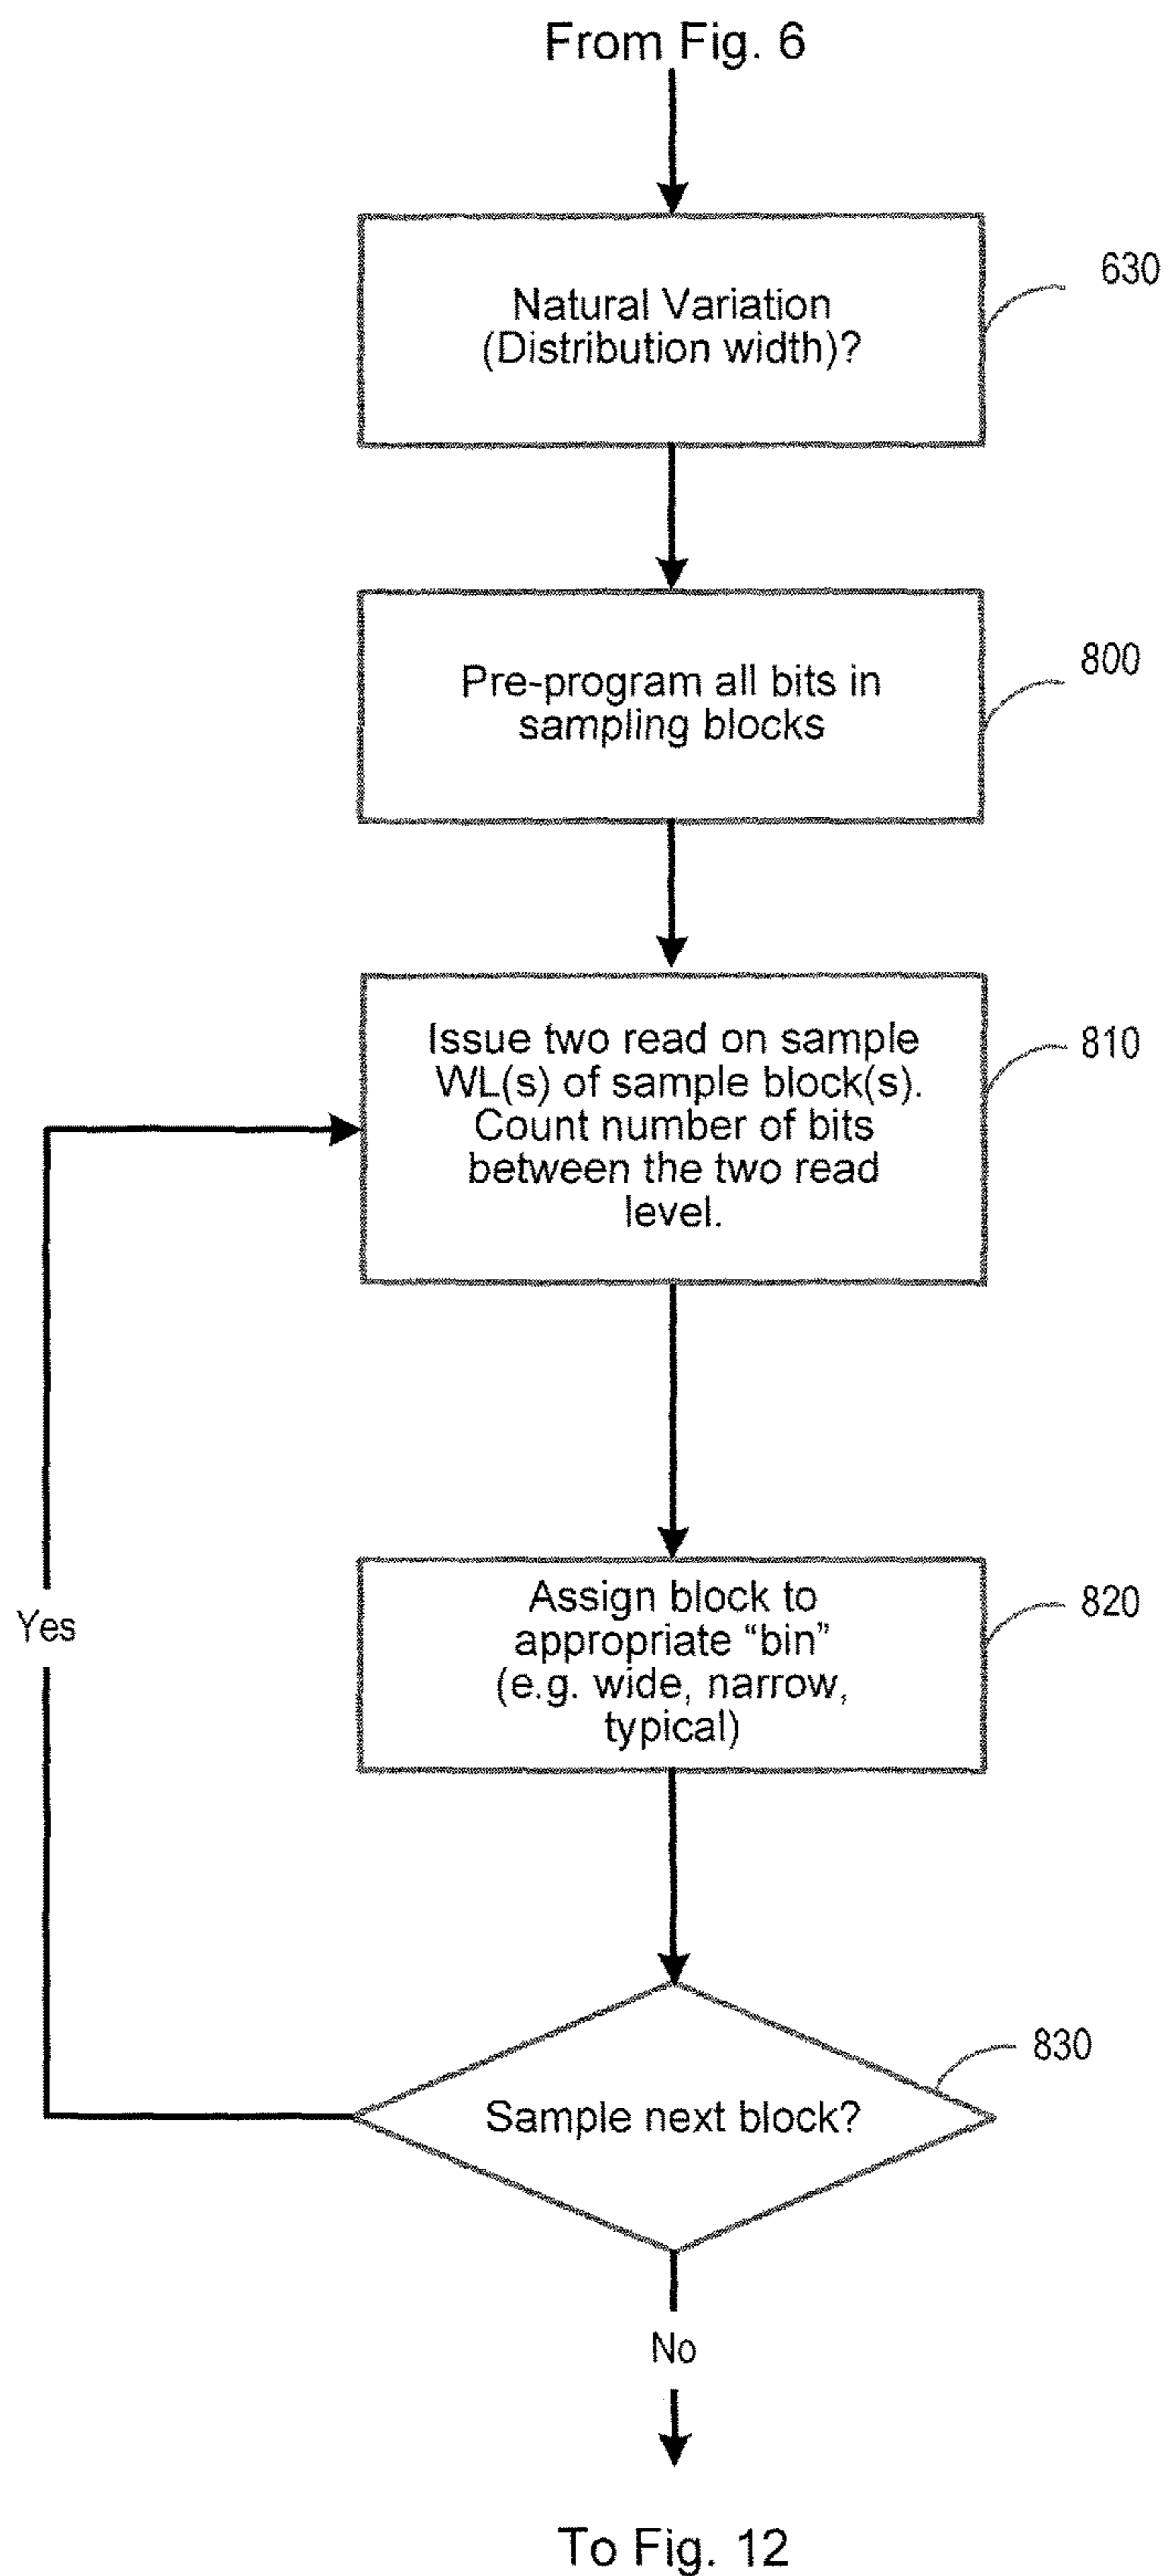 From Fig. 6
Natural Variation
(Distribution width)?
630
Pre-program all bits in
sampling blocks
800
Issue two read on sample
WL(s) of sample block(s).
Count number of bits
between the two read
level.
810
Assign block to
appropriate “bin”
(e.g. wide, narrow,
typical)
820
Yes
Sample next block?
830
No
To Fig. 12